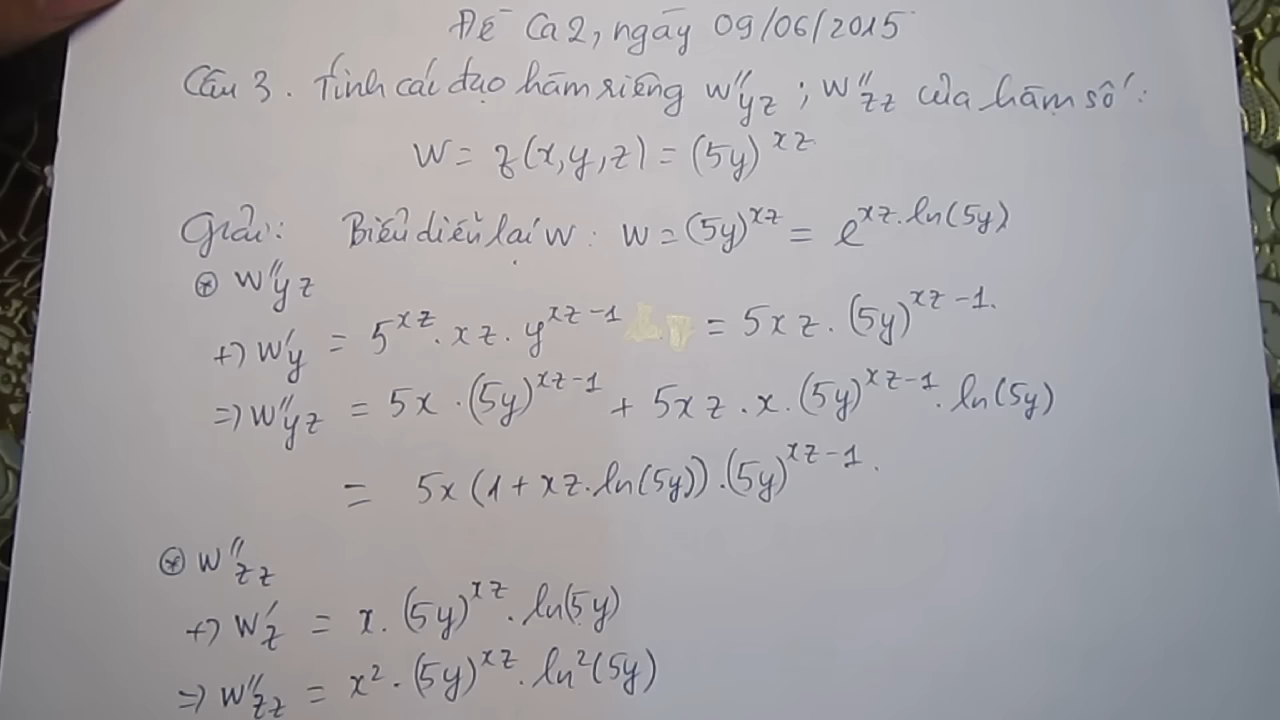 Đề Ca 2, ngày 09/06/2015
Câu 3. Tính các đạo hàm riêng w''yz ; w''zz của hàm số:
w = z(x,y,z) = (5y)^xz
Giải: Biểu diễn lại w: w = (5y)^xz = e^xz.ln(5y)
⊛ w''yz
+) w'y = 5^xz . xz . y^xz-1 = 5xz . (5y)^xz-1.
=) w''yz = 5x . (5y)^xz-1 + 5xz . x . (5y)^xz-1 . ln(5y)
= 5x (1 + xz . ln(5y)) . (5y)^xz-1.
⊛ w''zz
+) w'z = x . (5y)^xz . ln(5y)
=) w''zz = x² . (5y)^xz . ln²(5y)